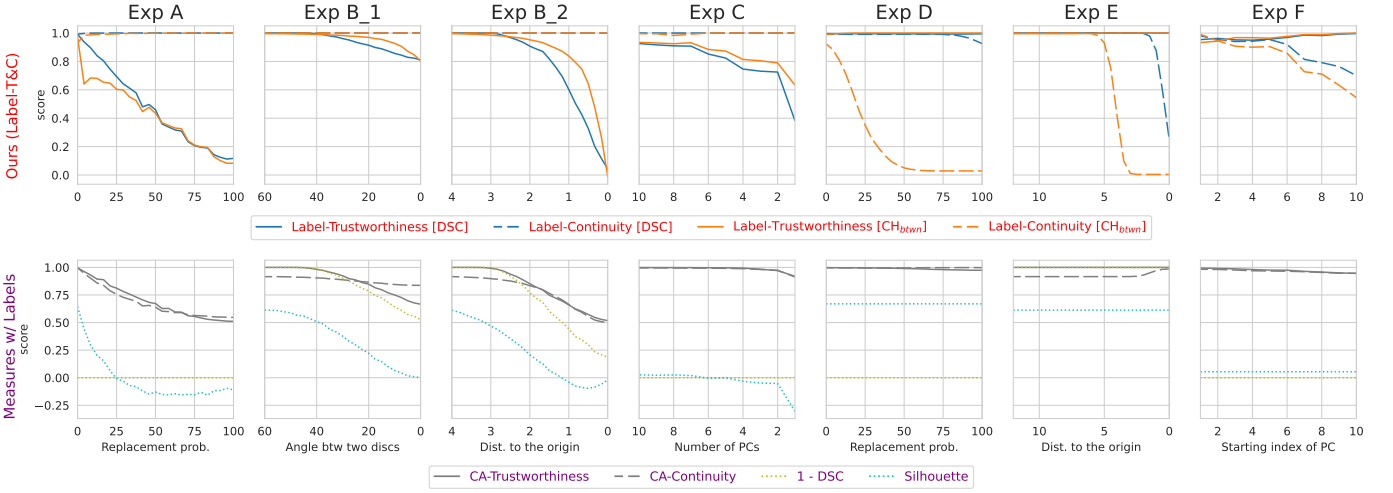 Exp A Exp B_1 Exp B_2 Exp C Exp D Exp E Exp F
Ours (Label-T&C)
score
1.0
0.8
0.6
0.4
0.2
0.0
0 25 50 75 100 60 40 20 0 4 3 2 1 0 10 8 6 4 2 0 25 50 75 100 10 5 0 2 4 6 8 10
Label-Trustworthiness [DSC] Label-Continuity [DSC] Label-Trustworthiness [CH_btwn] Label-Continuity [CH_btwn]
Measures w/ Labels
score
1.00
0.75
0.50
0.25
0.00
−0.25
0 25 50 75 100 60 40 20 0 4 3 2 1 0 10 8 6 4 2 0 25 50 75 100 10 5 0 2 4 6 8 10
Replacement prob. Angle btw two discs Dist. to the origin Number of PCs Replacement prob. Dist. to the origin Starting index of PC
CA-Trustworthiness CA-Continuity 1 - DSC Silhouette